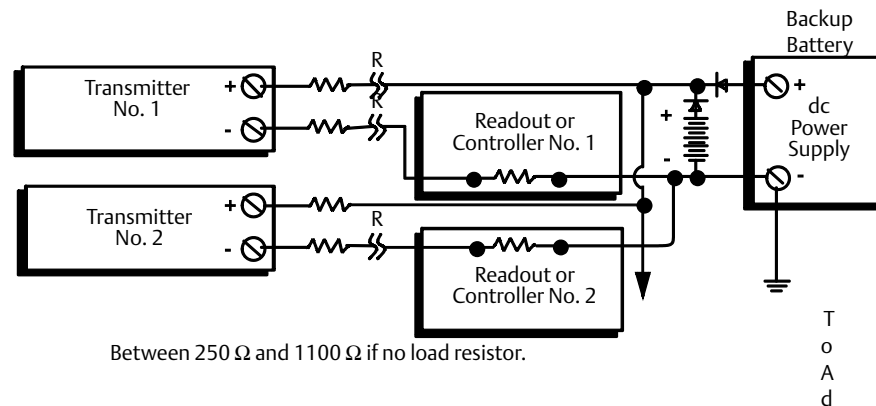 Backup
Battery
R
Transmitter
No. 1
+
-
R
Readout or
Controller No. 1
+
-
+
dc
Power
Supply
-
Transmitter
No. 2
+
-
R
Readout or
Controller No. 2
Between 250 Ω and 1100 Ω if no load resistor.
T
o
A
d